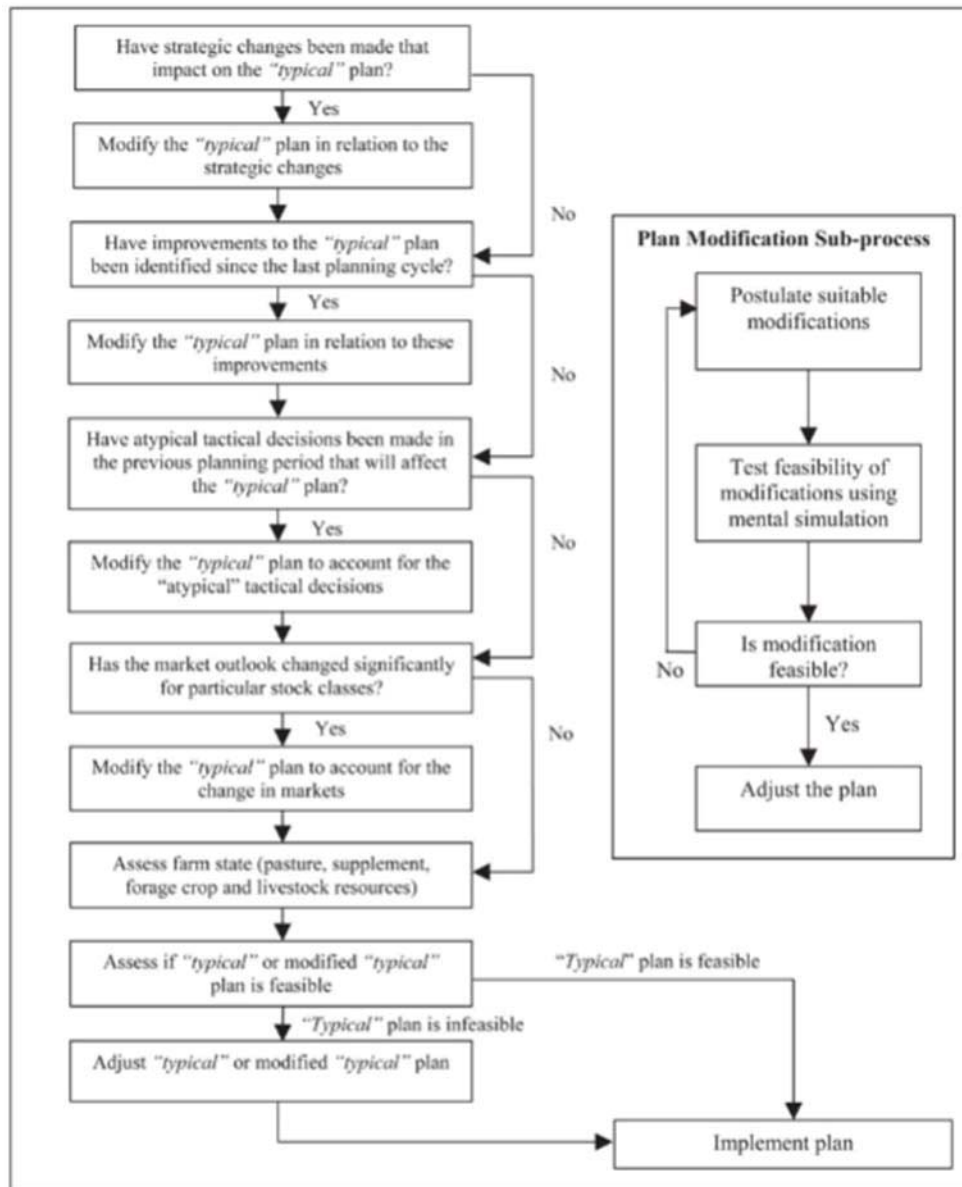 Have strategic changes been made that
impact on the “typical” plan?
Yes
Modify the “typical” plan in relation to the
strategic changes
No
Have improvements to the “typical” plan
been identified since the last planning cycle?
Yes
Modify the “typical” plan in relation to these
improvements
No
Have atypical tactical decisions been made in
the previous planning period that will affect
the “typical” plan?
Yes
No
Modify the “typical” plan to account for the
“atypical” tactical decisions
Has the market outlook changed significantly
for particular stock classes?
Yes
No
Modify the “typical” plan to account for the
change in markets
Assess farm state (pasture, supplement,
forage crop and livestock resources)
Assess if “typical” or modified “typical”
plan is feasible
“Typical” plan is feasible
“Typical” plan is infeasible
Adjust “typical” or modified “typical” plan
Implement plan
Plan Modification Sub-process
Postulate suitable
modifications
Test feasibility of
modifications using
mental simulation
Is modification
feasible?
No
Yes
Adjust the plan